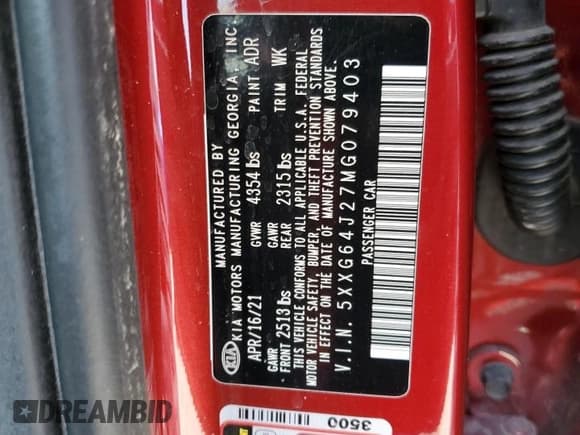 MANUFACTURED BY
KIA KIA MOTORS MANUFACTURING GEORGIA, INC
APR/16/21 GVWR 4354 lbs PAINT ADR
GAWR FRONT 2513 lbs GAWR REAR 2315 lbs TRIM WK
THIS VEHICLE CONFORMS TO ALL APPLICABLE U.S.A. FEDERAL
MOTOR VEHICLE SAFETY, BUMPER, AND THEFT PREVENTION STANDARDS
IN EFFECT ON THE DATE OF MANUFACTURE SHOWN ABOVE.
V.I.N. 5XXG64J27MG079403
PASSENGER CAR
3500
DREAMBID